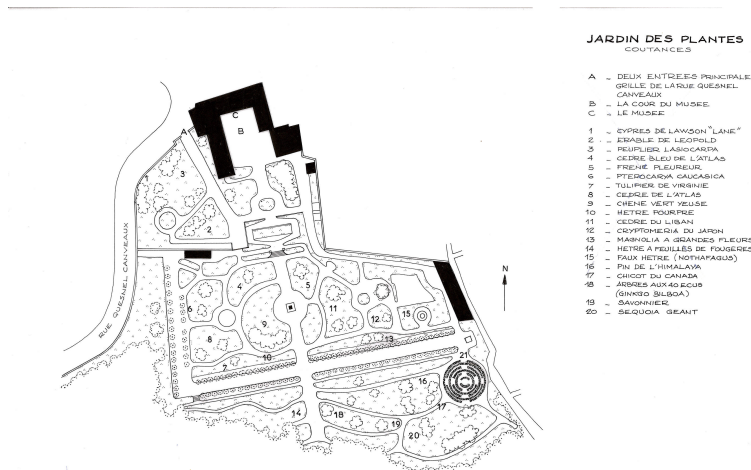 JARDIN DES PLANTES
COUTANCES
A _ DEUX ENTREES PRINCIPALE
GRILLE DE LA RUE QUESNEL
CANVEAUX
B _ LA COUR DU MUSEE
C _ LE MUSEE
1 _ CYPRES DE LAWSON "LANE"
2 _ ERABLE DE LEOPOLD
3 _ PEUPLIER LASIOCARPA
4 _ CEDRE BLEU DE L'ATLAS
5 _ FRENE PLEUREUR
6 _ PTEROCARYA CAUCASICA
7 _ TULIPIER DE VIRGINIE
8 _ CEDRE DE L'ATLAS
9 _ CHENE VERT YEUSE
10 _ HETRE POURPRE
11 _ CEDRE DU LIBAN
12 _ CRYPTOMERIA DU JAPON
13 _ MAGNOLIA A GRANDES FLEURS
14 _ HETRE A FEUILLES DE FOUGERES
15 _ FAUX HETRE (NOTHAFAGUS)
16 _ PIN DE L'HIMALAYA
17 _ CHICOT DU CANADA
18 _ ARBRES AUX 40 ECUS
(GINKGO BILBOA)
19 _ SAVONNIER
20 _ SEQUOIA GEANT
C
B
A
3
2
RUE QUESNEL CANVEAUX
N
4
5
6
11
12
15
9
8
13
10
7
21
16
17
14
18
19
20